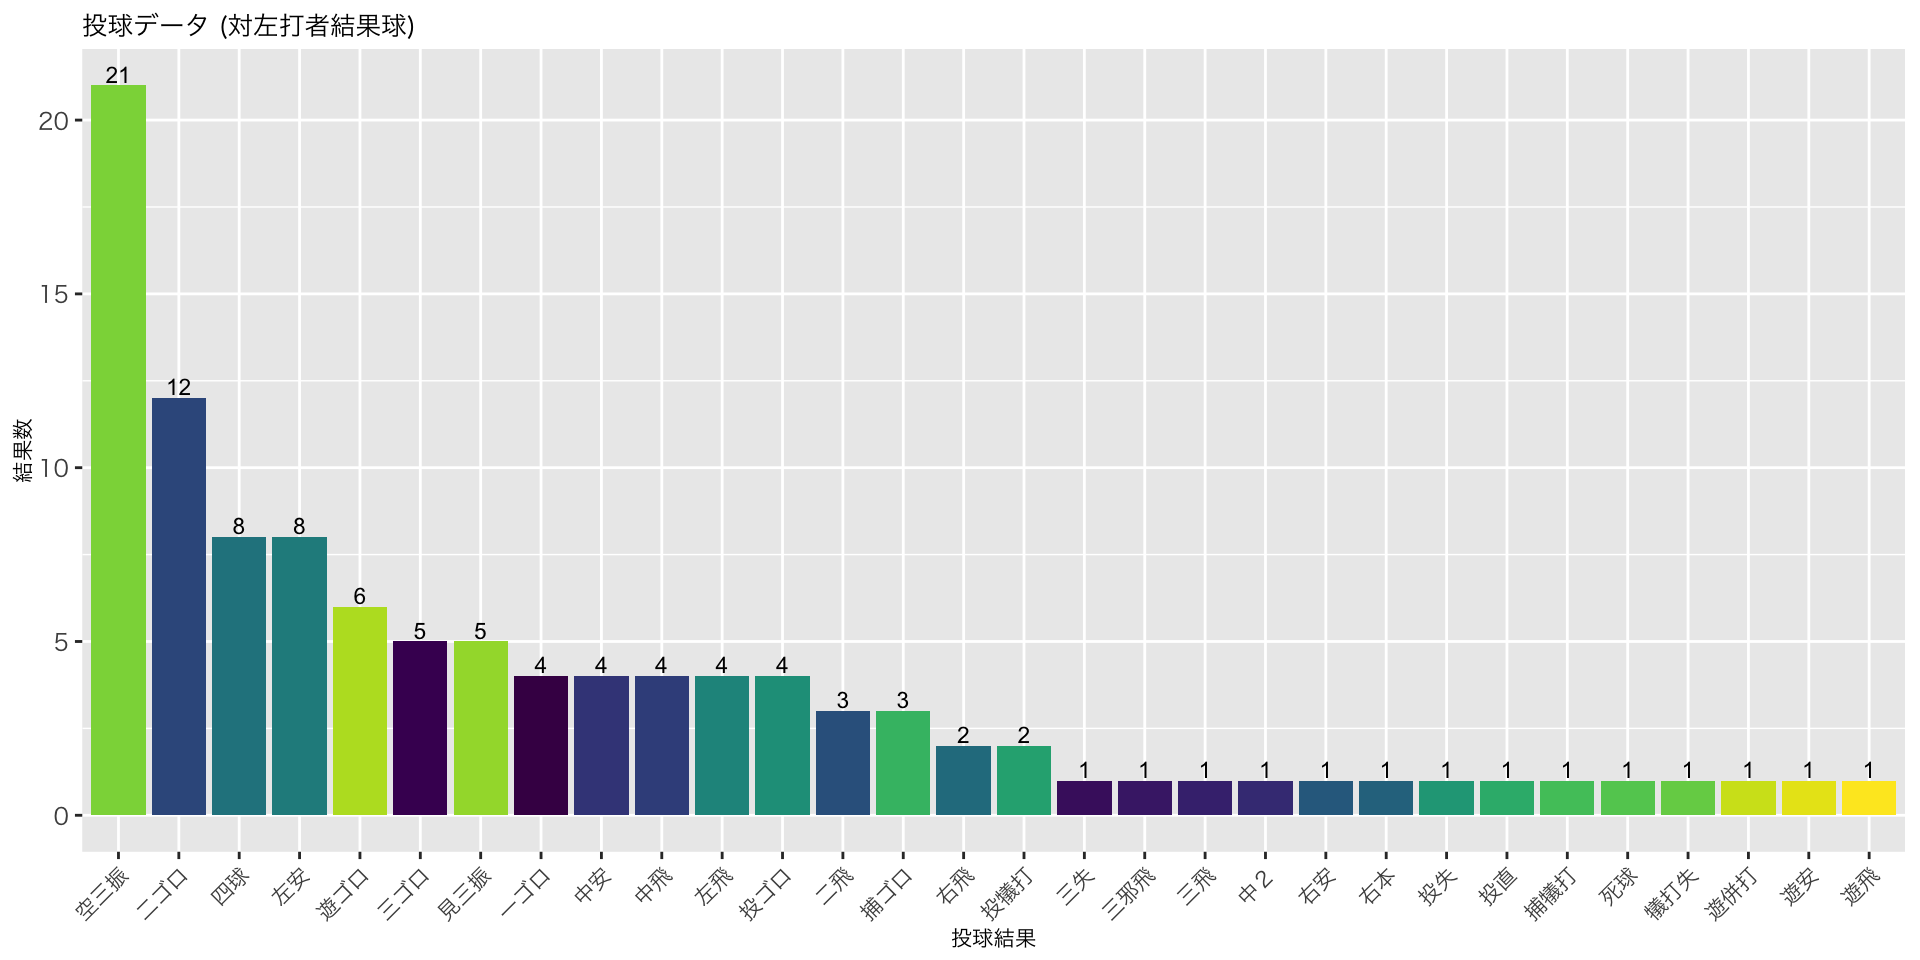 投球データ (対左打者結果球)
結果数
20
15
10
5
0
21
12
8
8
6
5
5
4
4
4
4
4
3
3
2
2
1
1
1
1
1
1
1
1
1
1
1
1
1
1
空三振
二ゴロ
四球
左安
遊ゴロ
三ゴロ
見三振
一ゴロ
中安
中飛
左飛
投ゴロ
二飛
捕ゴロ
右飛
投犠打
三失
三邪飛
三飛
中２
右安
右本
投失
投直
捕犠打
死球
犠打失
遊併打
遊安
遊飛
投球結果